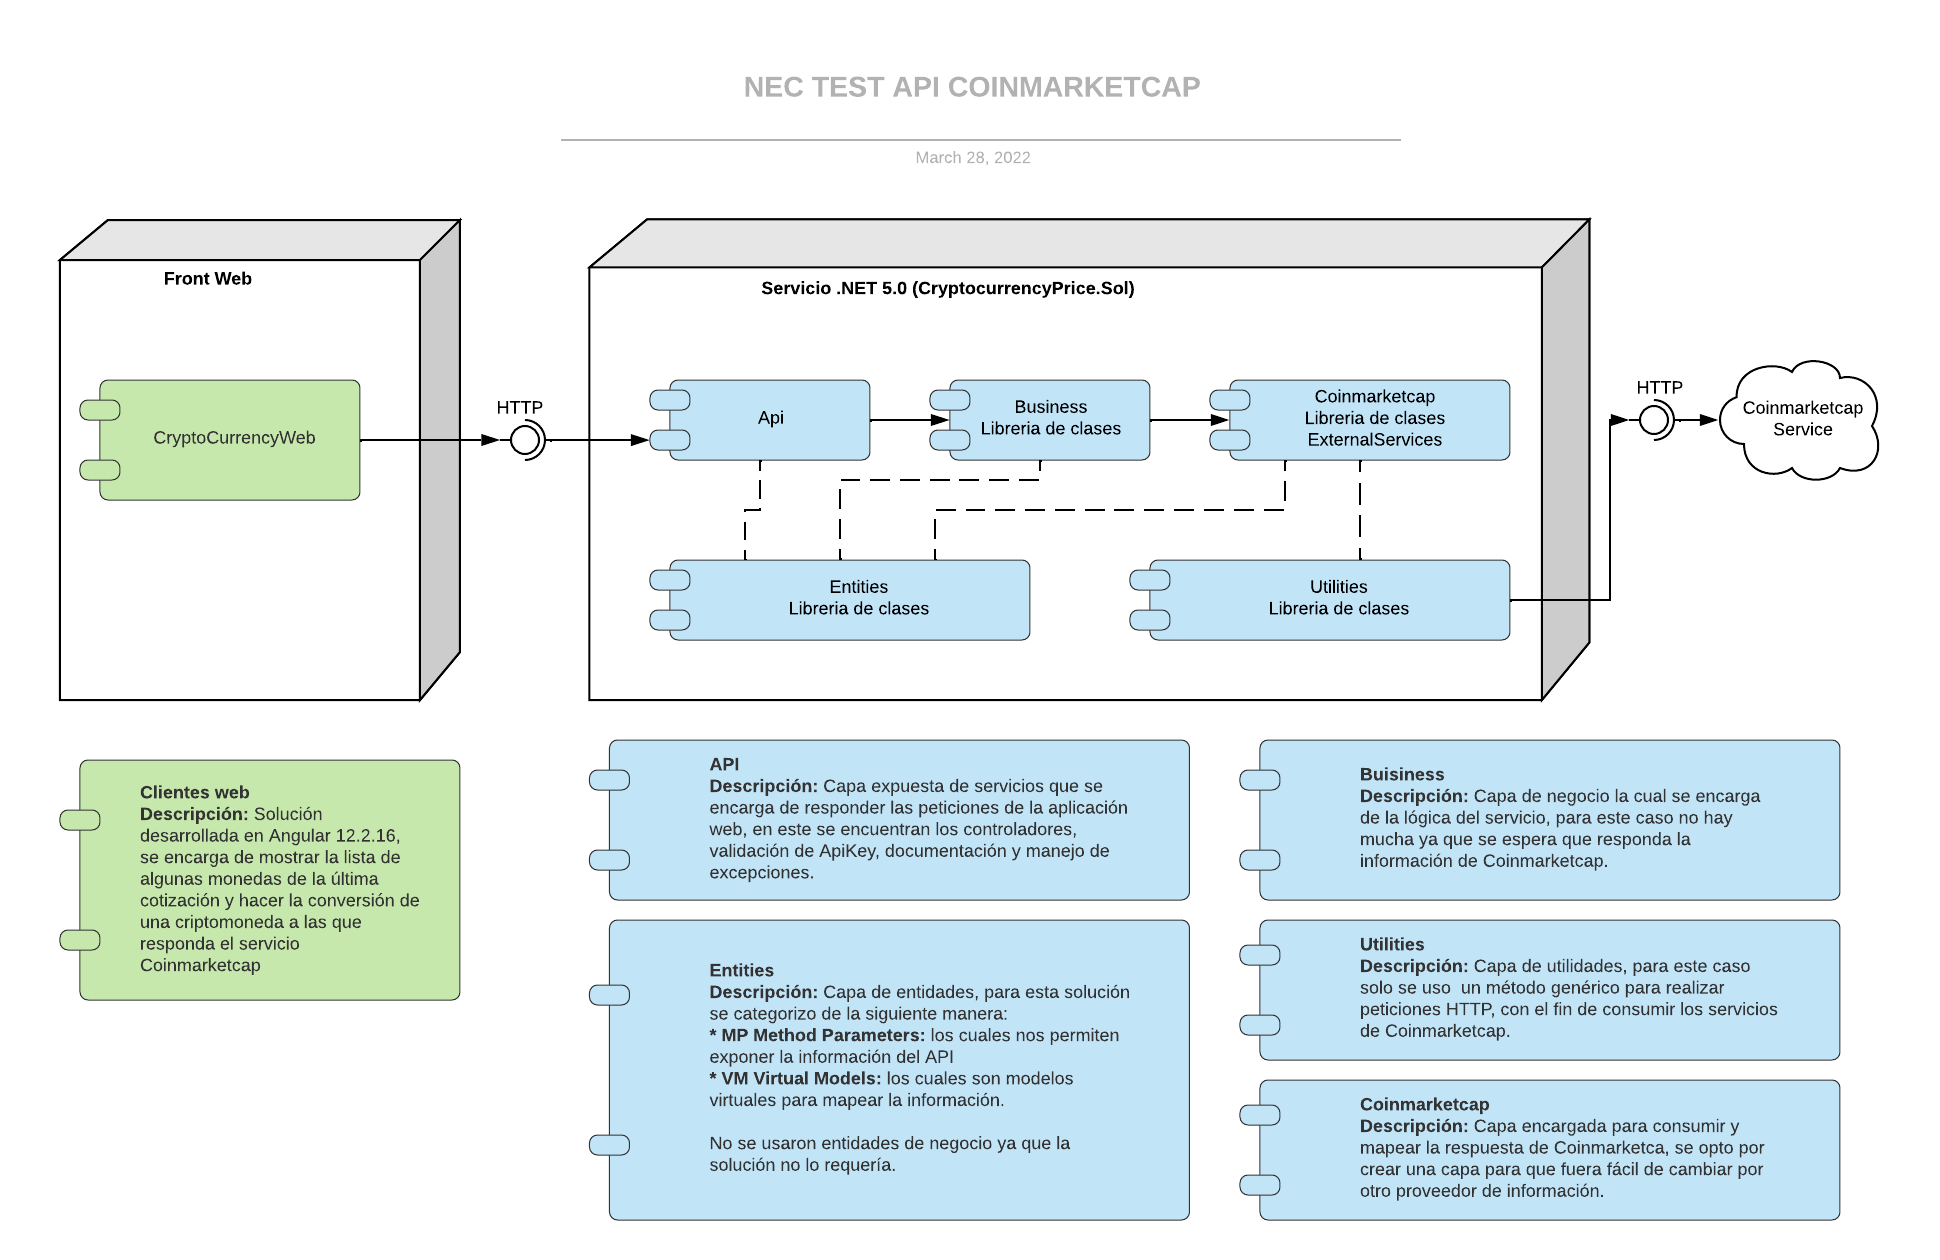 NEC TEST API COINMARKETCAP
March 28, 2022
Front Web
Servicio .NET 5.0 (CryptocurrencyPrice.Sol)
CryptoCurrencyWeb
HTTP
Api
Business
Libreria de clases
Coinmarketcap
Libreria de clases
ExternalServices
HTTP
Coinmarketcap
Service
Entities
Libreria de clases
Utilities
Libreria de clases
Clientes web
Descripción: Solución
desarrollada en Angular 12.2.16,
se encarga de mostrar la lista de
algunas monedas de la última
cotización y hacer la conversión de
una criptomoneda a las que
responda el servicio
Coinmarketcap
API
Descripción: Capa expuesta de servicios que se
encarga de responder las peticiones de la aplicación
web, en este se encuentran los controladores,
validación de ApiKey, documentación y manejo de
excepciones.
Buisiness
Descripción: Capa de negocio la cual se encarga
de la lógica del servicio, para este caso no hay
mucha ya que se espera que responda la
información de Coinmarketcap.
Entities
Descripción: Capa de entidades, para esta solución
se categorizo de la siguiente manera:
* MP Method Parameters: los cuales nos permiten
exponer la información del API
* VM Virtual Models: los cuales son modelos
virtuales para mapear la información.
No se usaron entidades de negocio ya que la
solución no lo requería.
Utilities
Descripción: Capa de utilidades, para este caso
solo se uso  un método genérico para realizar
peticiones HTTP, con el fin de consumir los servicios
de Coinmarketcap.
Coinmarketcap
Descripción: Capa encargada para consumir y
mapear la respuesta de Coinmarketca, se opto por
crear una capa para que fuera fácil de cambiar por
otro proveedor de información.